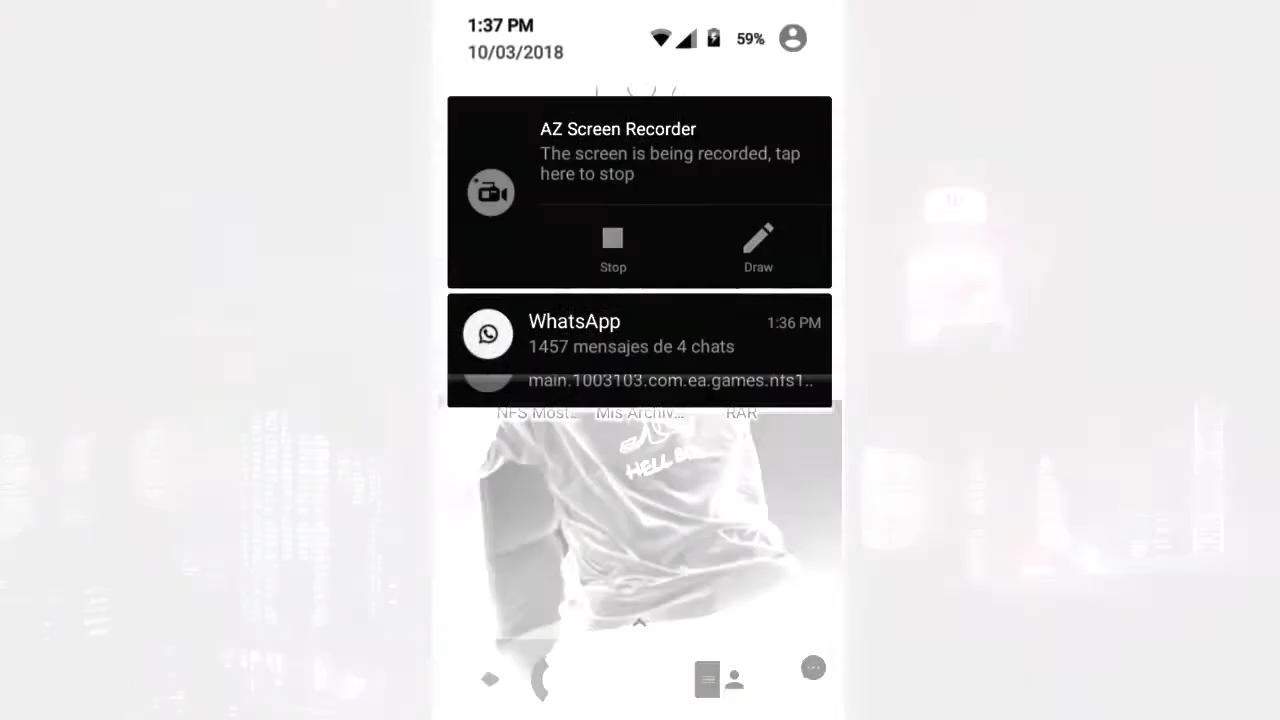 1:37 PM
59%
10/03/2018
AZ Screen Recorder
The screen is being recorded, tap
here to stop
Stop
Draw
WhatsApp
1:36 PM
1457 mensajes de 4 chats
main.1003103.com.ea.games.nfs1..
NFS Most..
Mis Archiv...
RAR
HELL